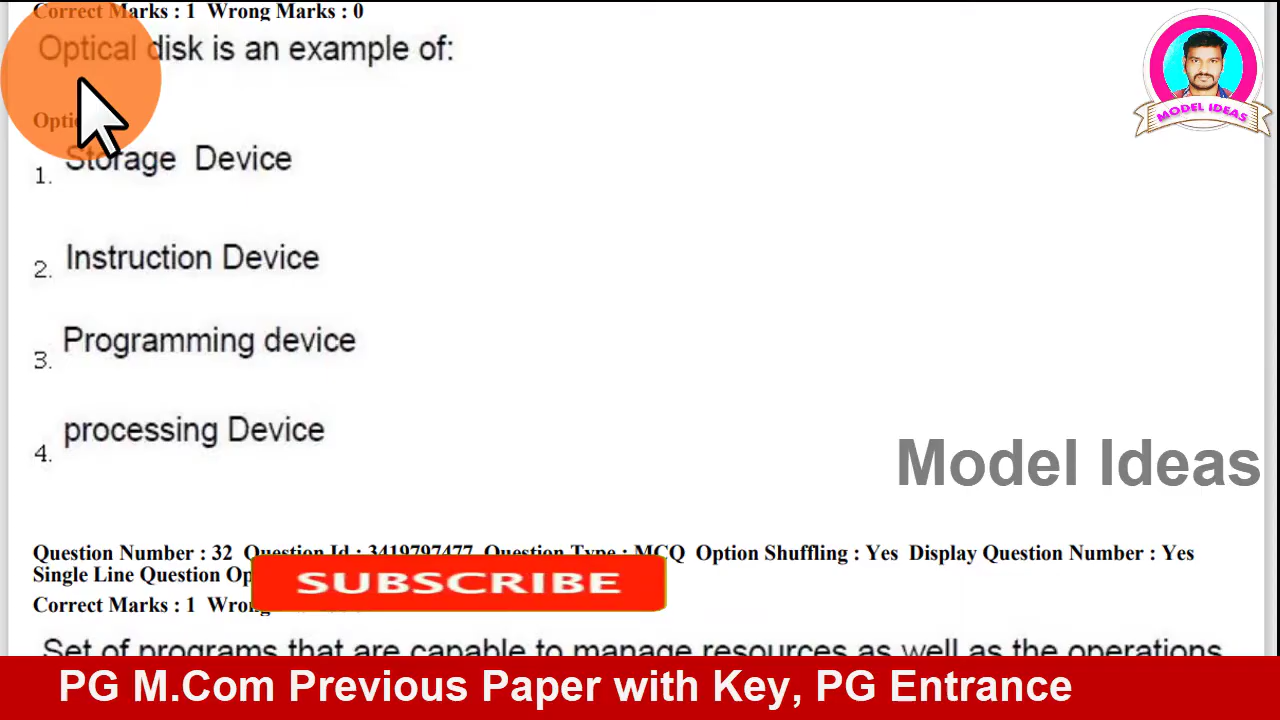 Correct Marks : 1 Wrong Marks : 0
Optical disk is an example of:
MODEL IDEAS
1. Storage Device
2. Instruction Device
3. Programming device
4. processing Device
Model Ideas
Question Number : 32 Question Id : 3419797477 Question Type : MCQ Option Shuffling : Yes Display Question Number : Yes
Single Line Question
SUBSCRIBE
Correct Marks : 1
Set of programs that are capable to manage resources as well as the operations
PG M.Com Previous Paper with Key, PG Entrance